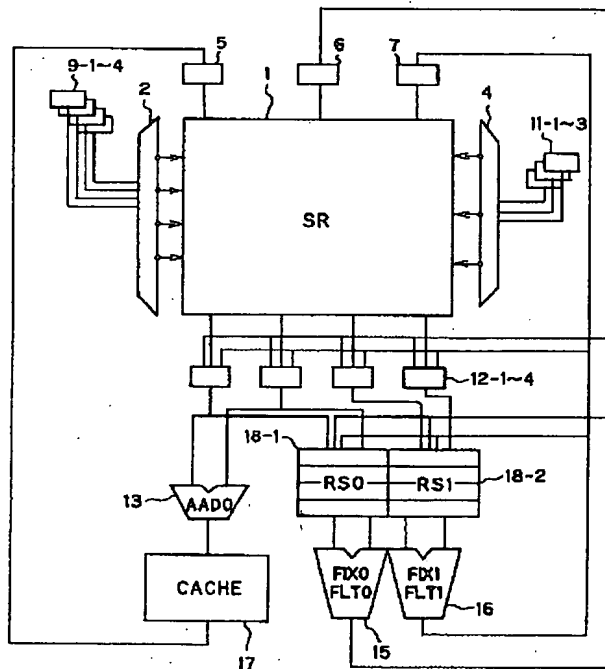 5
6
7
9-1~4
2
1
4
11-1~3
SR
12-1~4
18-1
RS0
RS1
18-2
13
AAD0
FIX0
FLT0
FIX1
FLT1
CACHE
16
17
15